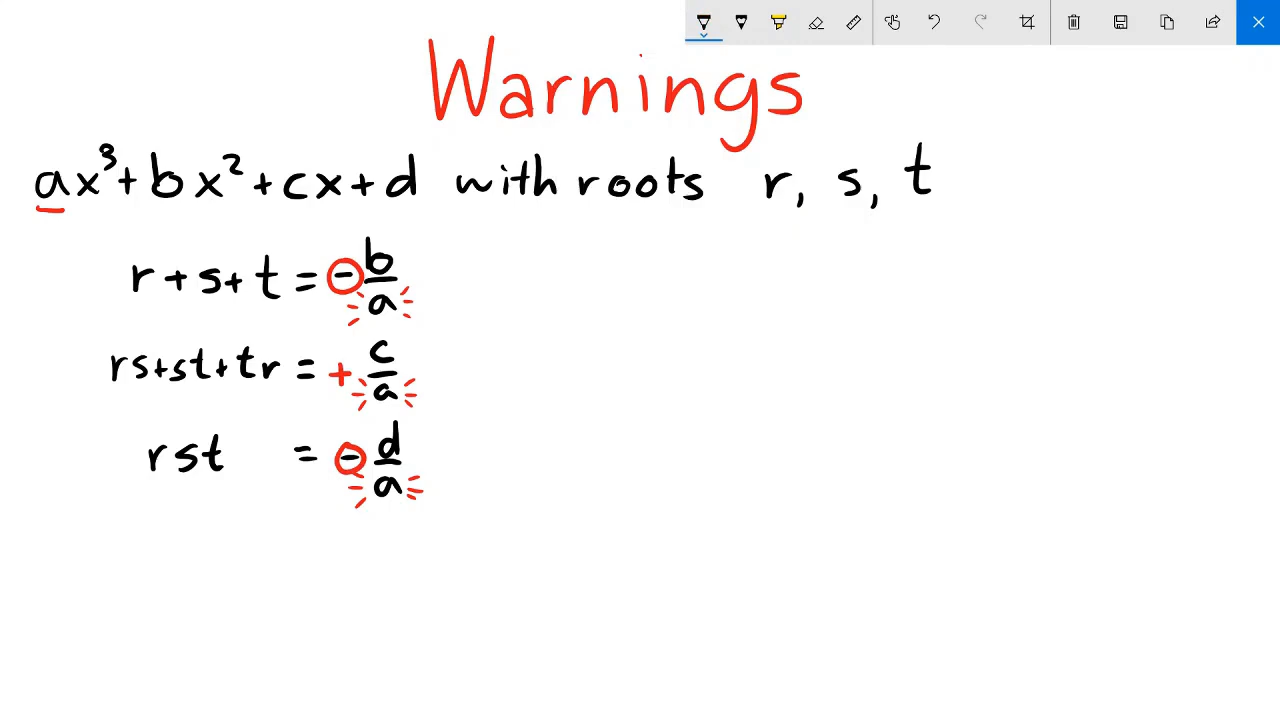 Warnings
ax³+bx²+cx+d with roots r, s, t
r+s+t = -b/a
rs+st+tr = +c/a
rst = -d/a